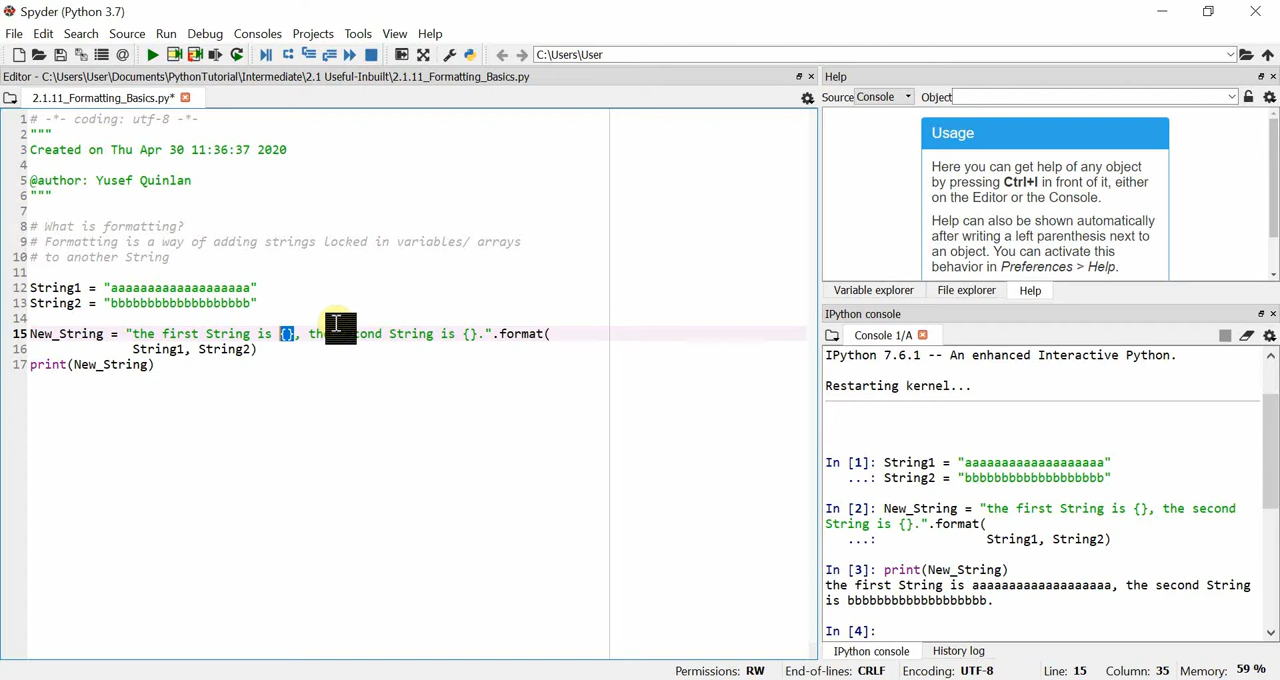 Spyder (Python 3.7)
File Edit Search Source Run Debug Consoles Projects Tools View Help
C:\Users\User
Editor - C:\Users\User\Documents\PythonTutorial\Intermediate\2.1 Useful-Inbuilt\2.1.11_Formatting_Basics.py
2.1.11_Formatting_Basics.py*
1 # -*- coding: utf-8 -*-
2 """
3 Created on Thu Apr 30 11:36:37 2020
4
5 @author: Yusef Quinlan
6 """
7
8 # What is formatting?
9 # Formatting is a way of adding strings locked in variables/ arrays
10 # to another String
11
12 String1 = "aaaaaaaaaaaaaaaaaaa"
13 String2 = "bbbbbbbbbbbbbbbbbbb"
14
15 New_String = "the first String is {}, th cond String is {}.".format(
16 String1, String2)
17 print(New_String)
Help
Source Console Object
Usage
Here you can get help of any object
by pressing Ctrl+I in front of it, either
on the Editor or the Console.
Help can also be shown automatically
after writing a left parenthesis next to
an object. You can activate this
behavior in Preferences > Help.
Variable explorer File explorer Help
IPython console
Console 1/A
IPython 7.6.1 -- An enhanced Interactive Python.
Restarting kernel...
In [1]: String1 = "aaaaaaaaaaaaaaaaaaa"
...: String2 = "bbbbbbbbbbbbbbbbbbb"
In [2]: New_String = "the first String is {}, the second
String is {}.".format(
...: String1, String2)
In [3]: print(New_String)
the first String is aaaaaaaaaaaaaaaaaaa, the second String
is bbbbbbbbbbbbbbbbbbb.
In [4]:
IPython console History log
Permissions: RW End-of-lines: CRLF Encoding: UTF-8 Line: 15 Column: 35 Memory: 59 %